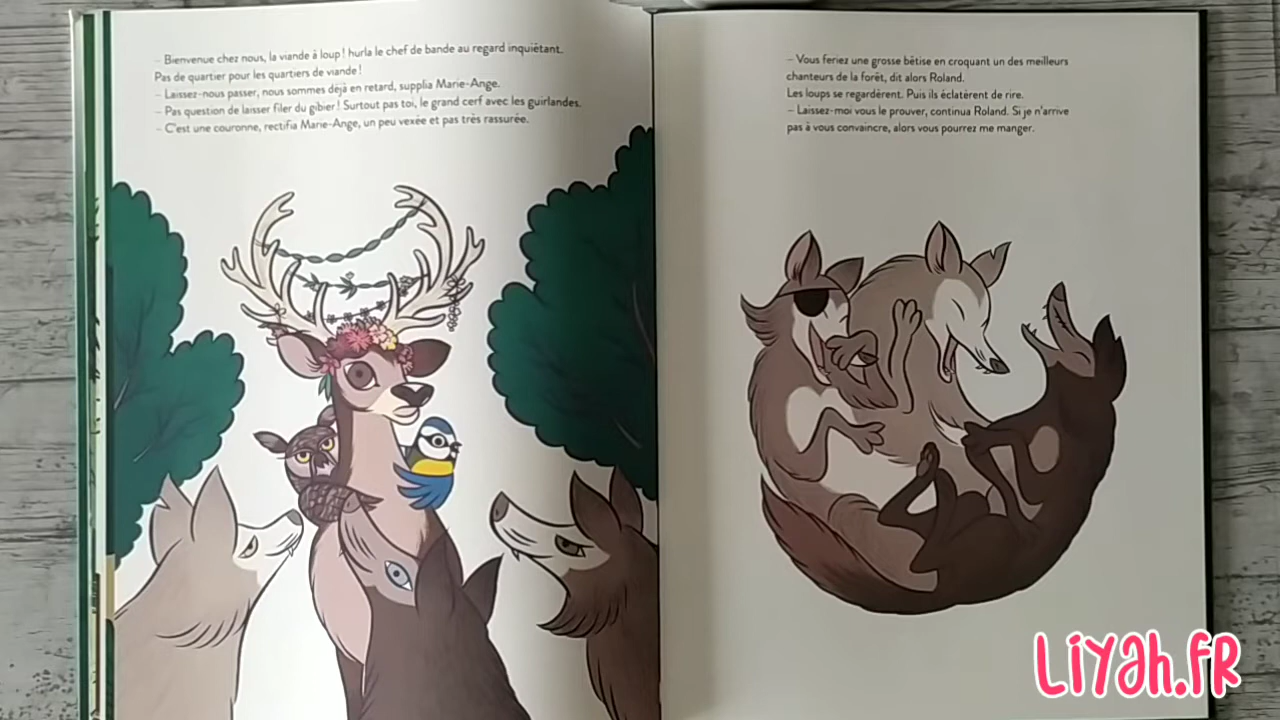 – Bienvenue chez nous, la viande à loup ! hurla le chef de bande au regard inquiétant.
Pas de quartier pour les quartiers de viande !
– Laissez-nous passer, nous sommes déjà en retard, supplia Marie-Ange.
– Pas question de laisser filer du gibier ! Surtout pas toi, le grand cerf avec les guirlandes.
– C'est une couronne, rectifia Marie-Ange, un peu vexée et pas très rassurée.
– Vous feriez une grosse bêtise en croquant un des meilleurs
chanteurs de la forêt, dit alors Roland.
Les loups se regardèrent. Puis ils éclatèrent de rire.
– Laissez-moi vous le prouver, continua Roland. Si je n'arrive
pas à vous convaincre, alors vous pourrez me manger.
Liyah.fr